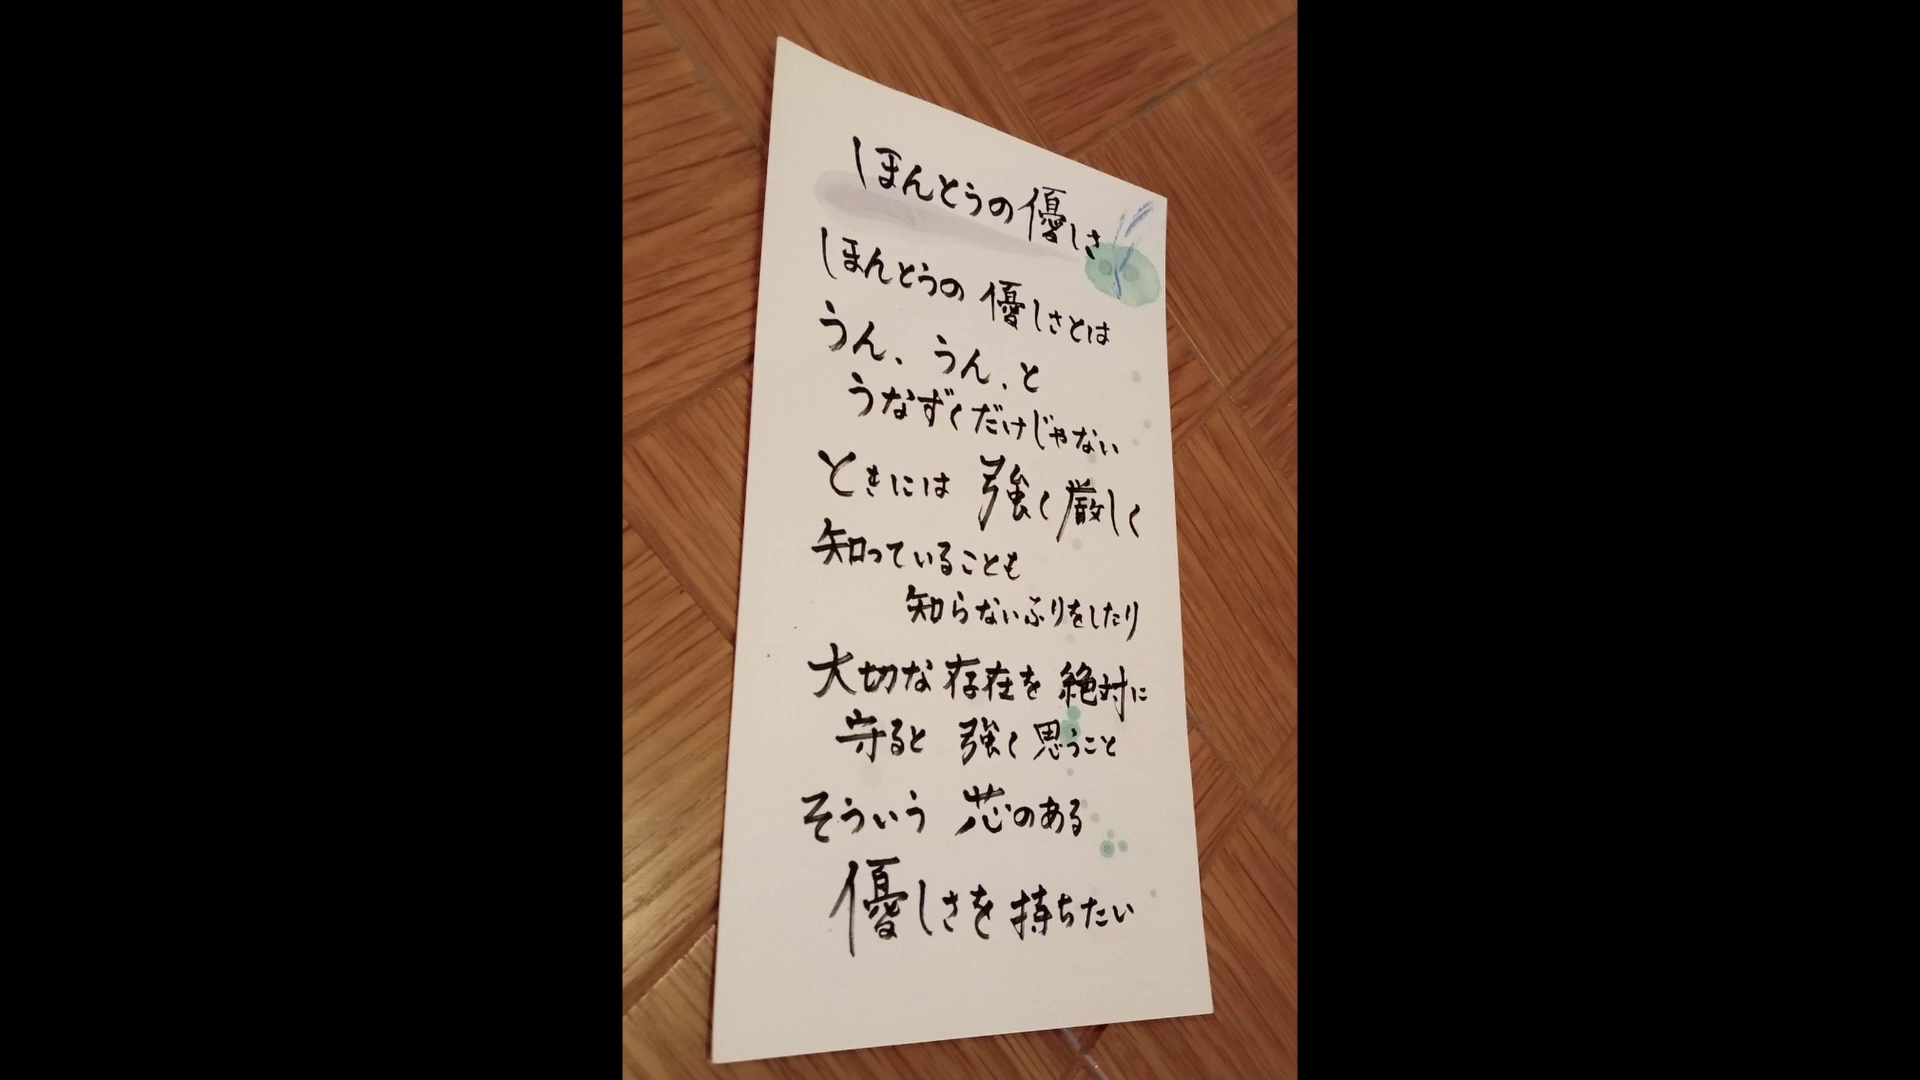 ほんとうの優しさ
ほんとうの優しさとは
うん、うん、と
うなずくだけじゃない
ときには強く厳しく
知っていることも
知らないふりをしたり
大切な存在を絶対に
守ると強く思うこと
そういう芯のある
優しさを持ちたい